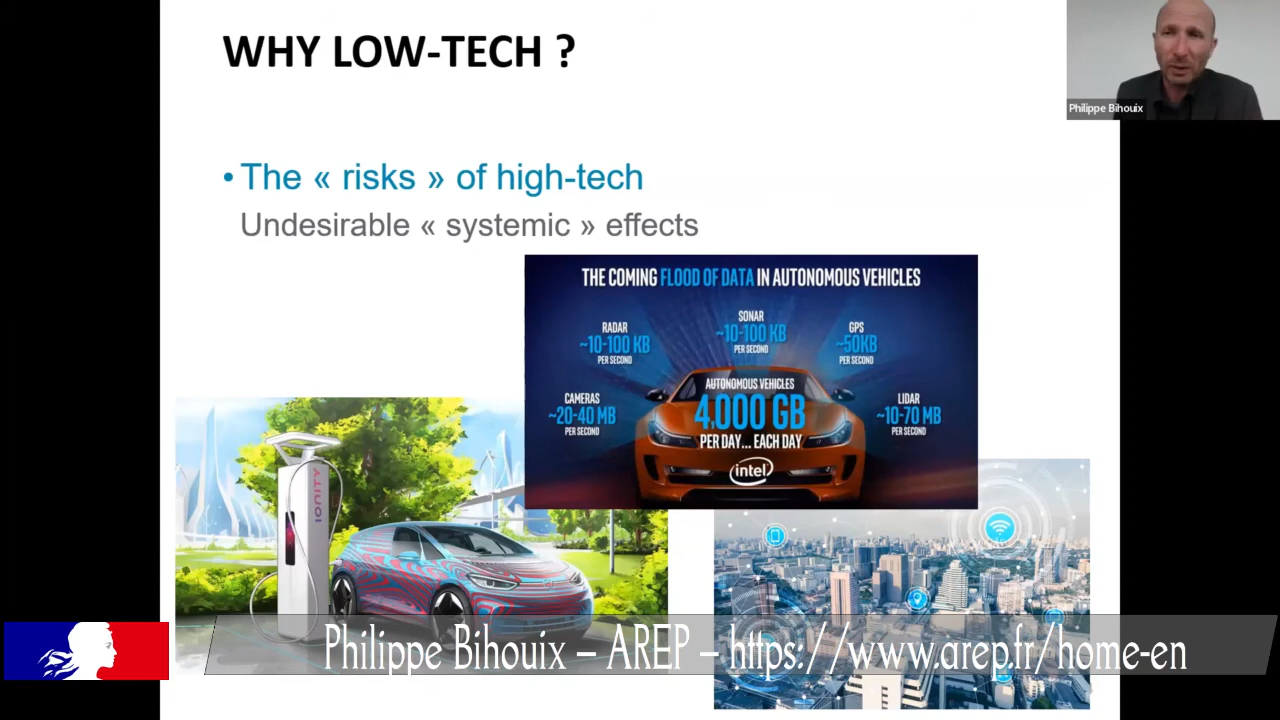 WHY LOW-TECH ?
Philippe Bihouix
• The « risks » of high-tech
Undesirable « systemic » effects
THE COMING FLOOD OF DATA IN AUTONOMOUS VEHICLES
RADAR
~10-100 KB
PER SECOND
SONAR
~10-100 KB
PER SECOND
GPS
~50KB
PER SECOND
CAMERAS
~20-40 MB
PER SECOND
AUTONOMOUS VEHICLES
4,000 GB
PER DAY... EACH DAY
LIDAR
~10-70 MB
PER SECOND
intel
IONITY
Philippe Bihouix – AREP – https://www.arep.fr/home-en